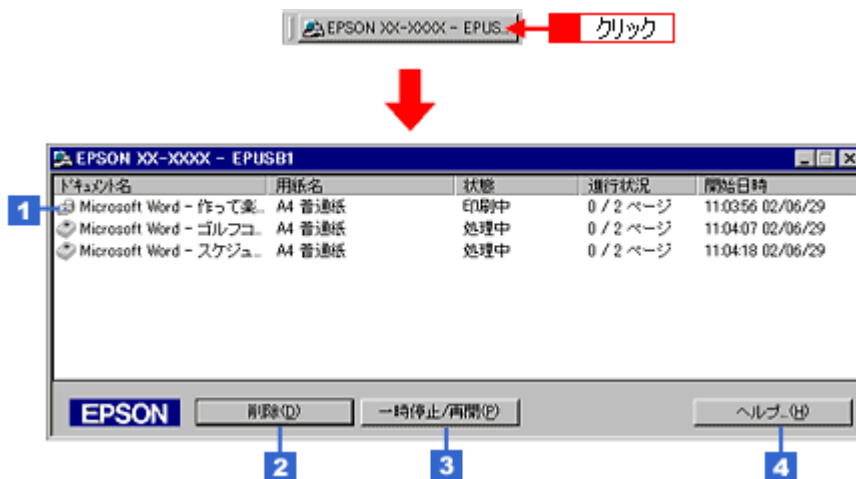 EPSON XX-XXXX - EPUS... クリック
EPSON XX-XXXX - EPUSB1
ドキュメント名 用紙名 状態 進行状況 開始日時
1 Microsoft Word - 作って楽... A4 普通紙 印刷中 0 / 2 ページ 11:03:56 02/06/29
Microsoft Word - ゴルフコ... A4 普通紙 処理中 0 / 2 ページ 11:04:07 02/06/29
Microsoft Word - スケジュ... A4 普通紙 処理中 0 / 2 ページ 11:04:18 02/06/29
EPSON 削除(D) 一時停止/再開(P) ヘルプ...(H)
2 3 4